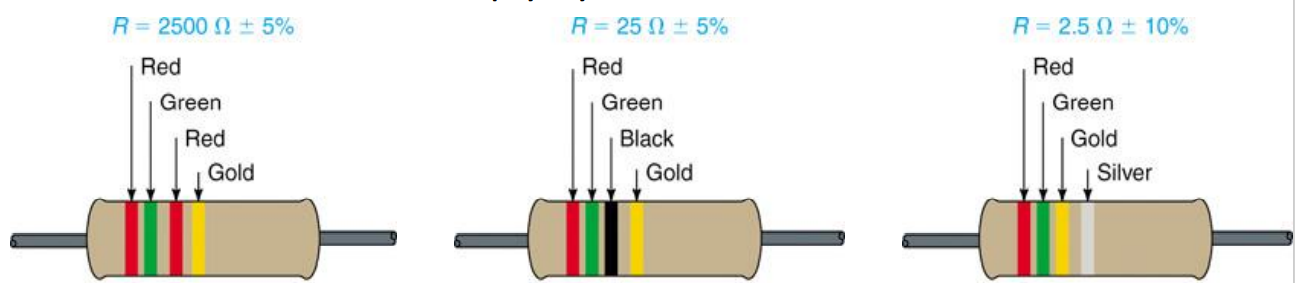 R = 2500 Ω ± 5%
Red
Green
Red
Gold
R = 25 Ω ± 5%
Red
Green
Black
Gold
R = 2.5 Ω ± 10%
Red
Green
Gold
Silver